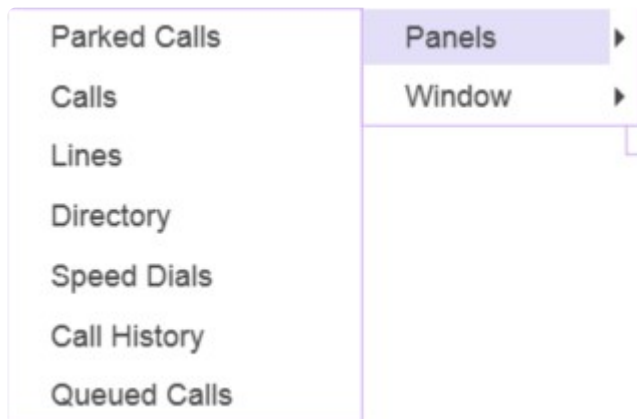 Parked Calls
Calls
Lines
Directory
Speed Dials
Call History
Queued Calls
Panels
Window